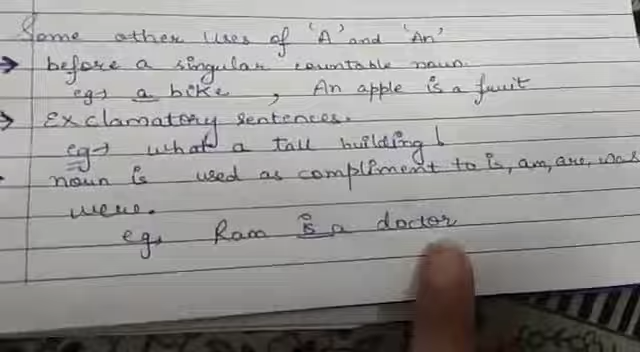 Some other uses of 'A' and 'An'
→ before a singular countable noun.
eg→ a bike, An apple is a fruit
→ Exclamatory sentences.
eg→ what a tall building!
noun is used as compliment to is, am, are, was
were.
eg, Ram is a doctor